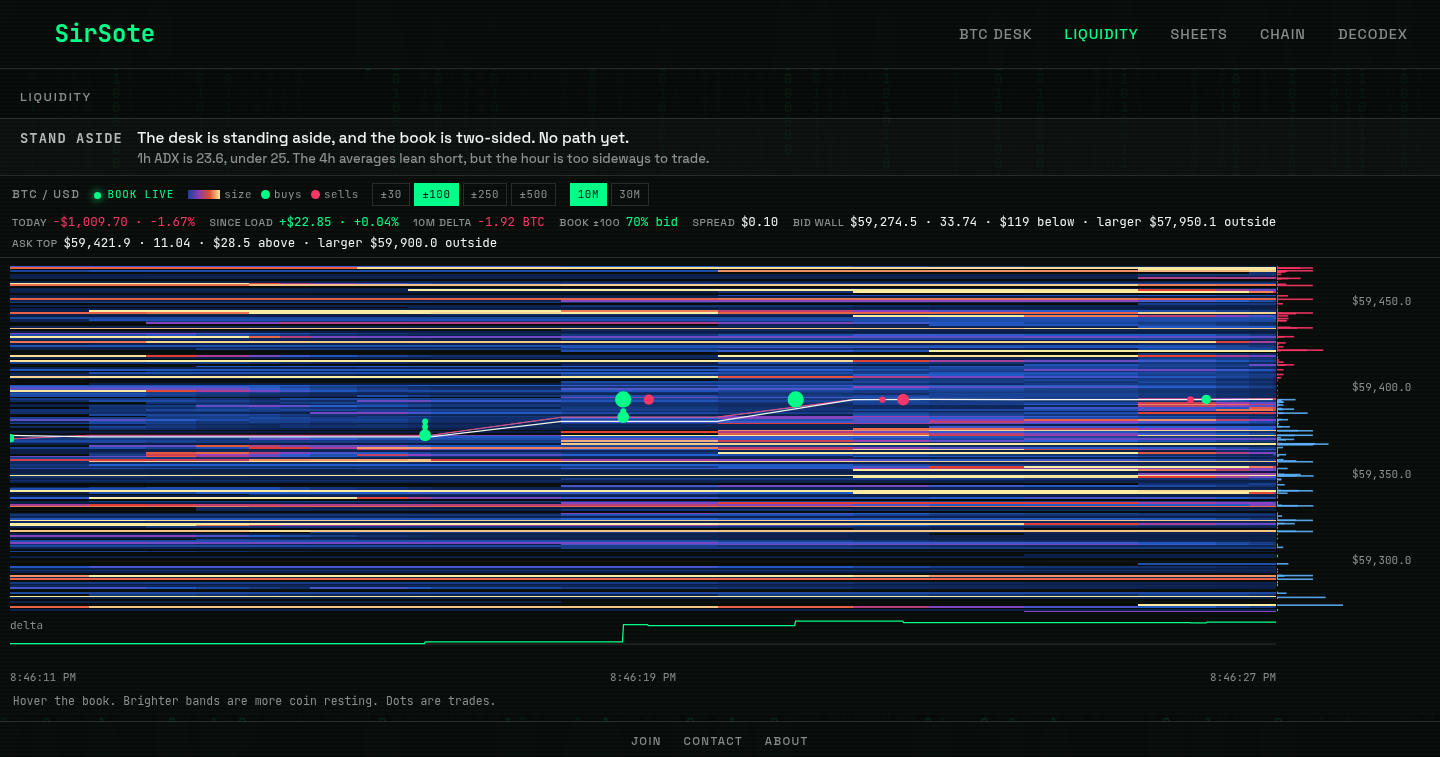 SirSote
BTC DESK LIQUIDITY SHEETS CHAIN DECODEX
LIQUIDITY
STAND ASIDE The desk is standing aside, and the book is two-sided. No path yet.
1h ADX is 23.6, under 25. The 4h averages lean short, but the hour is too sideways to trade.
BTC / USD BOOK LIVE size buys sells ±30 ±100 ±250 ±500 10M 30M
TODAY -$1,009.70 · -1.67% SINCE LOAD +$22.85 · +0.04% 10M DELTA -1.92 BTC BOOK ±100 70% bid SPREAD $0.10 BID WALL $59,274.5 · 33.74 · $119 below · larger $57,950.1 outside
ASK TOP $59,421.9 · 11.04 · $28.5 above · larger $59,900.0 outside
$59,450.0
$59,400.0
$59,350.0
$59,300.0
delta
8:46:11 PM 8:46:19 PM 8:46:27 PM
Hover the book. Brighter bands are more coin resting. Dots are trades.
JOIN CONTACT ABOUT